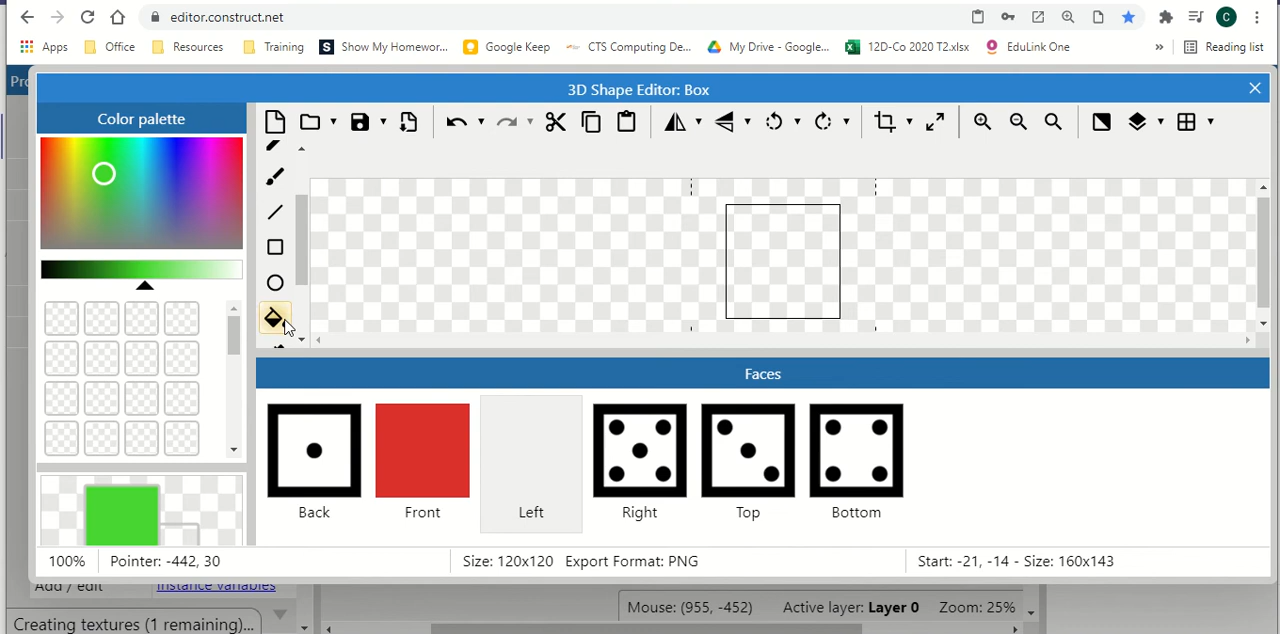 editor.construct.net
Apps Office Resources Training S Show My Homewor... Google Keep CTS Computing De... My Drive - Google... 12D-Co 2020 T2.xlsx EduLink One » Reading list
C
3D Shape Editor: Box
Color palette
Faces
Back Front Left Right Top Bottom
100% Pointer: -442, 30 Size: 120x120 Export Format: PNG Start: -21, -14 - Size: 160x143
Add / edit Instance variables
Creating textures (1 remaining)...
Mouse: (955, -452) Active layer: Layer 0 Zoom: 25%